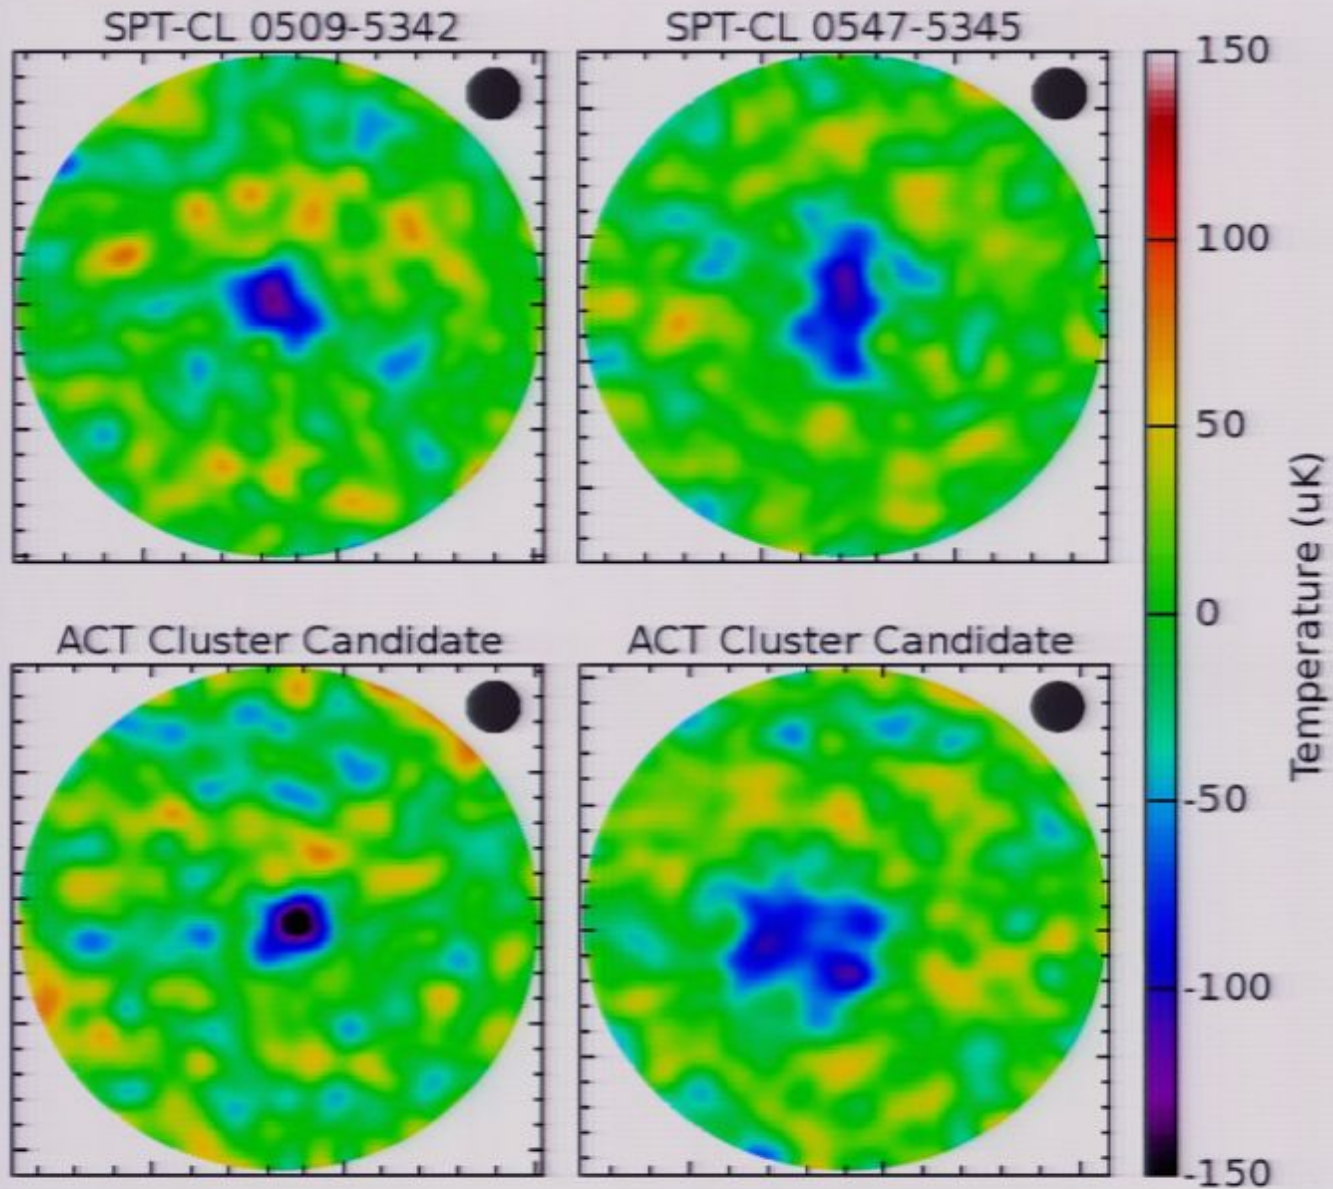 SPT-CL 0509-5342
SPT-CL 0547-5345
ACT Cluster Candidate
ACT Cluster Candidate
150
100
50
0
-50
-100
-150
Temperature (uK)